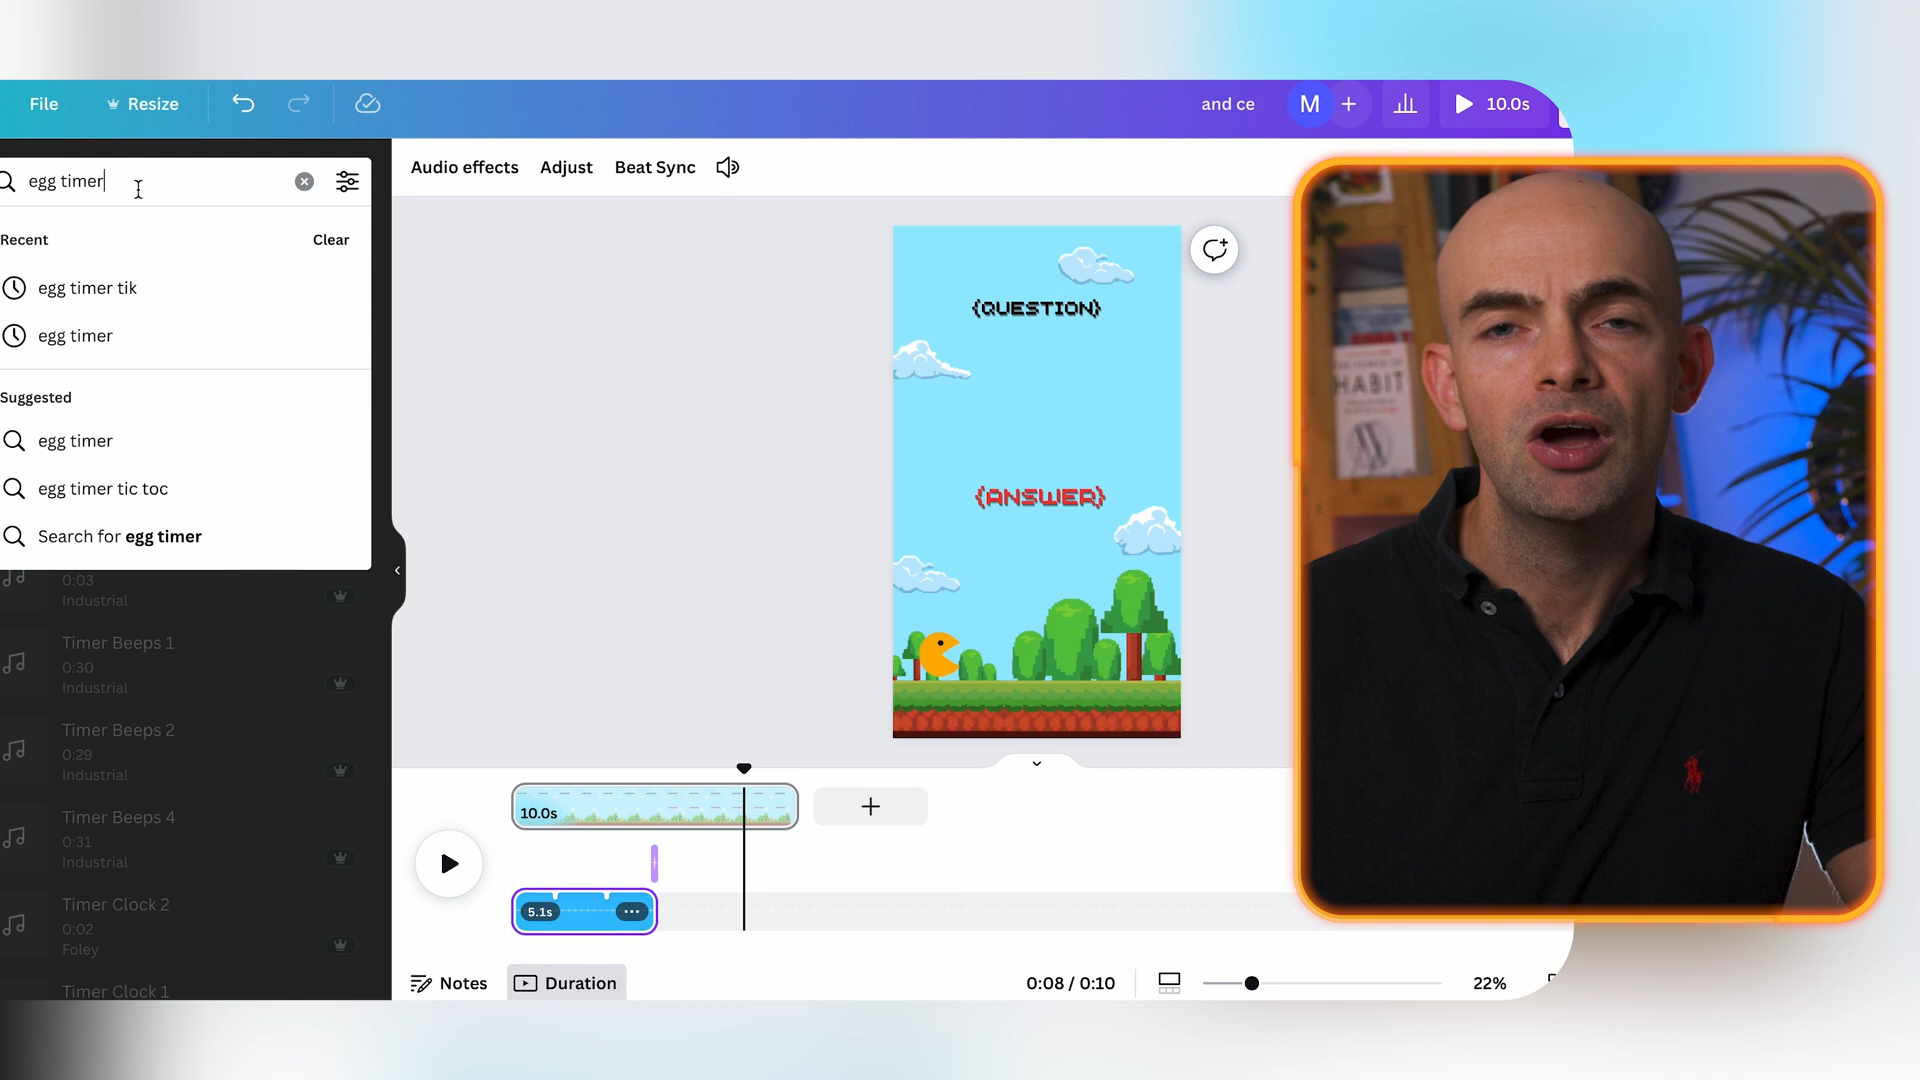 File
Resize
and ce
M
10.0s
egg timer
Audio effects
Adjust
Beat Sync
Recent
Clear
egg timer tik
egg timer
Suggested
egg timer
egg timer tic toc
Search for egg timer
0:03
Industrial
Timer Beeps 1
0:30
Industrial
Timer Beeps 2
0:29
Industrial
Timer Beeps 4
0:31
Industrial
Timer Clock 2
0:02
Foley
Timer Clock 1
{QUESTION}
{ANSWER}
HABIT
10.0s
5.1s
Notes
Duration
0:08 / 0:10
22%